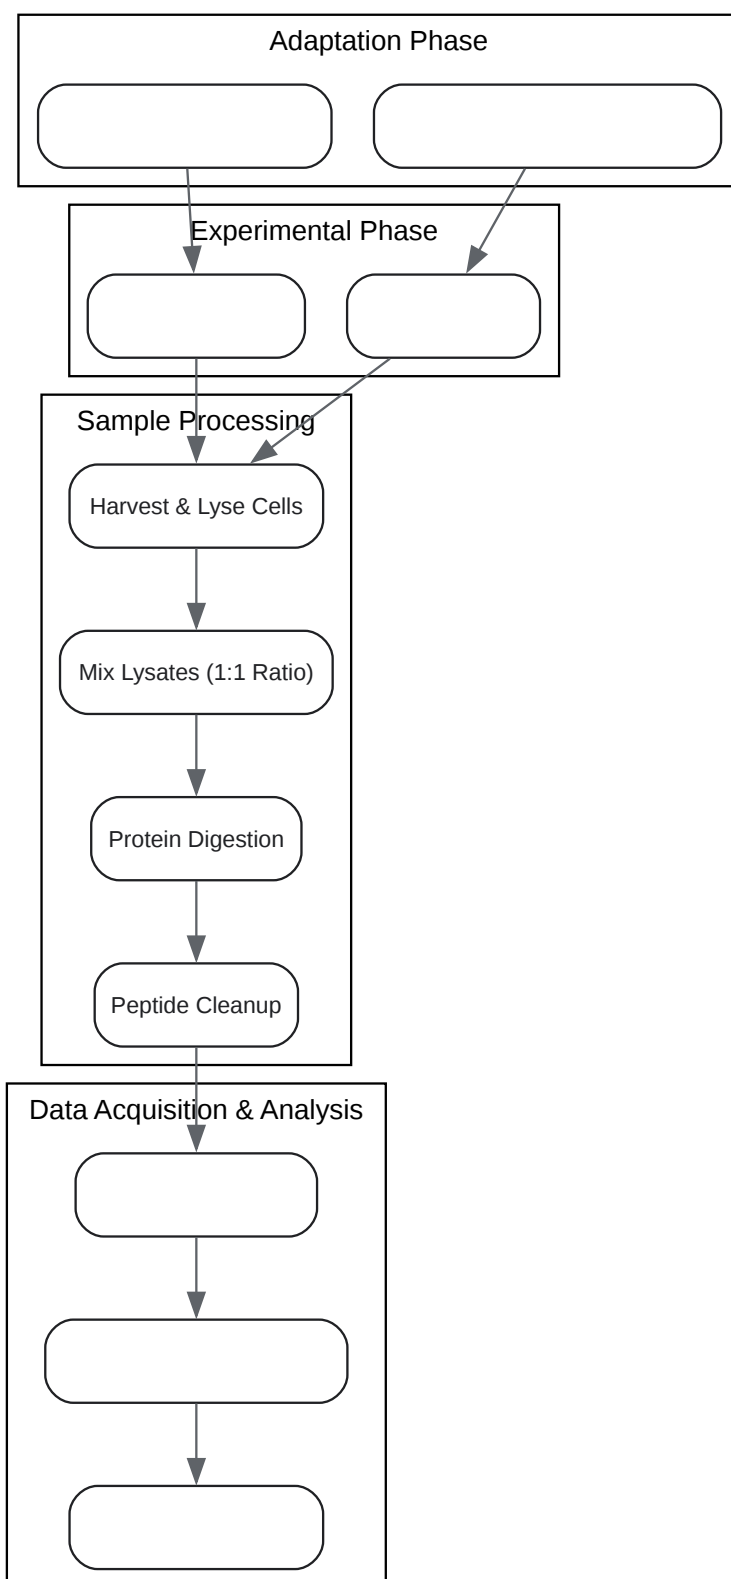 Adaptation Phase
Experimental Phase
Sample Processing
Harvest & Lyse Cells
Mix Lysates (1:1 Ratio)
Protein Digestion
Peptide Cleanup
Data Acquisition & Analysis